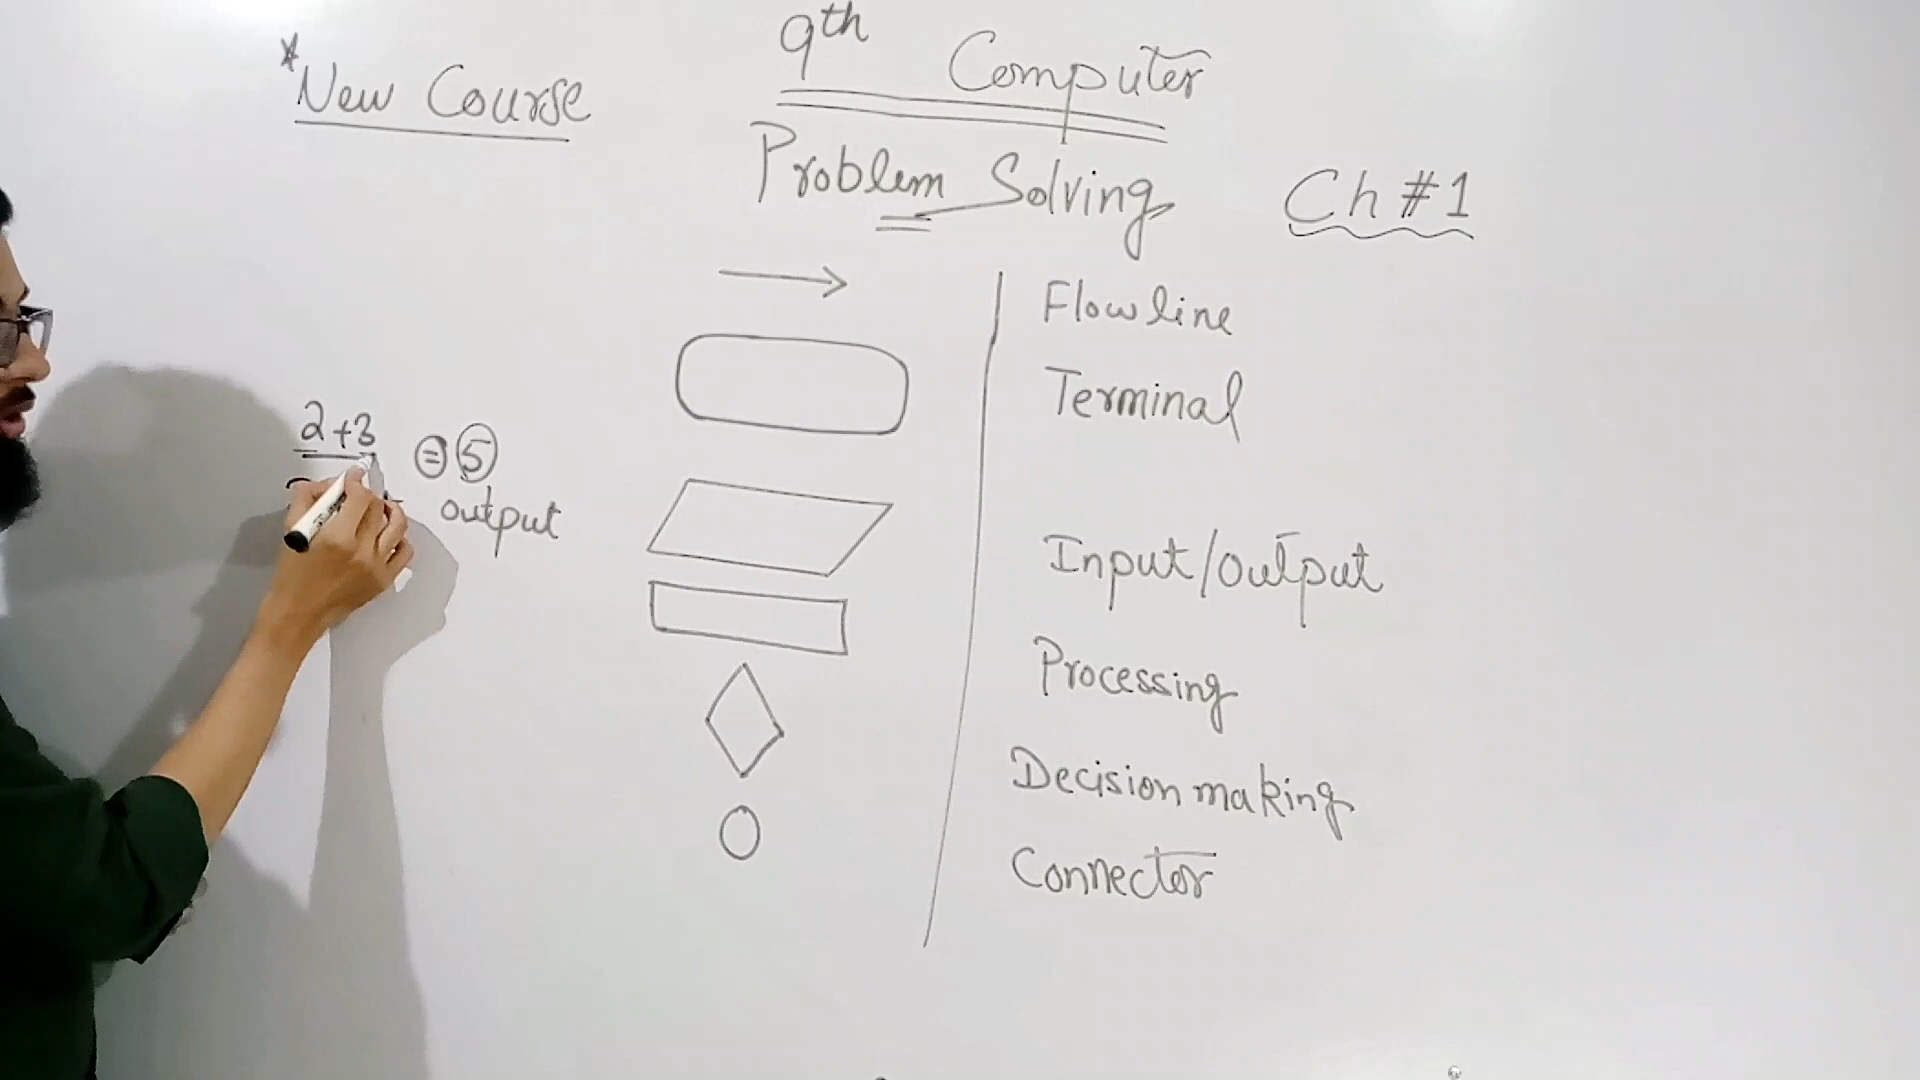 *New Course
9th Computer
Problem Solving
Ch #1
Flow line
Terminal
2+3 = 5
output
Input/output
Processing
Decision making
Connector